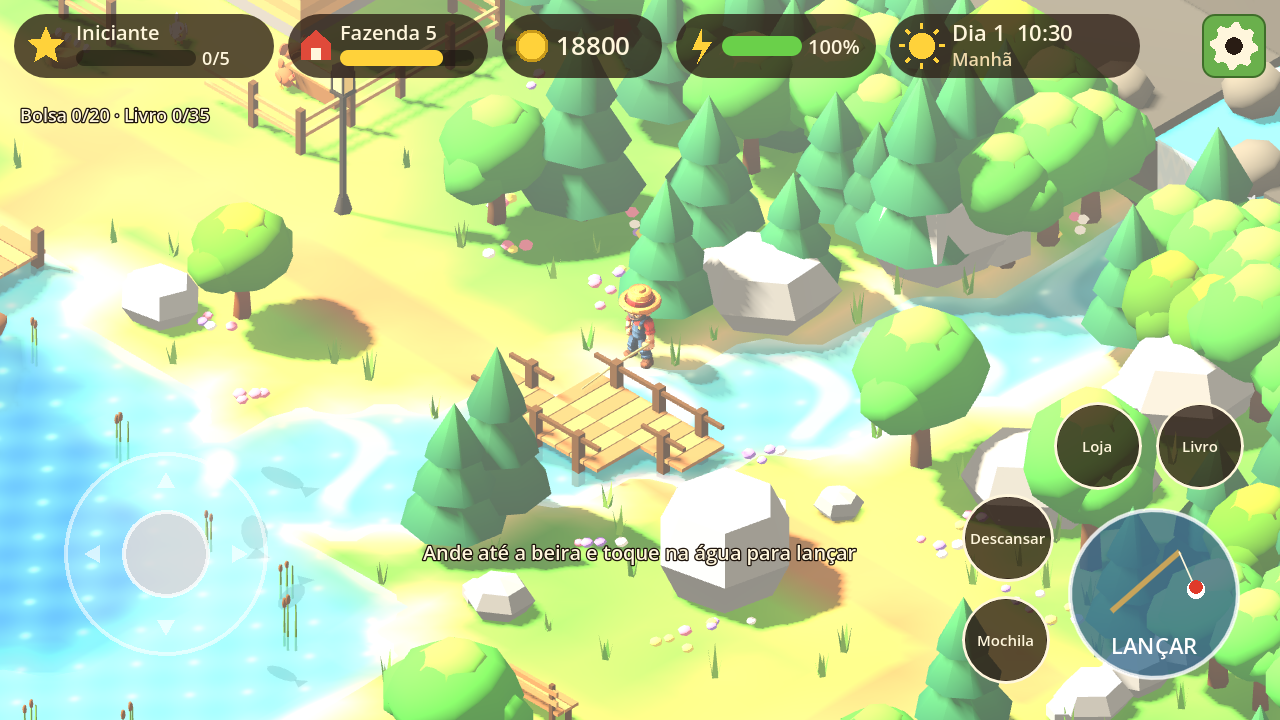 Iniciante
0/5
Fazenda 5
18800
100%
Dia 1 10:30
Manhã
Bolsa 0/20 · Livro 0/35
Loja
Livro
Descansar
Ande até a beira e toque na água para lançar
Mochila
LANÇAR